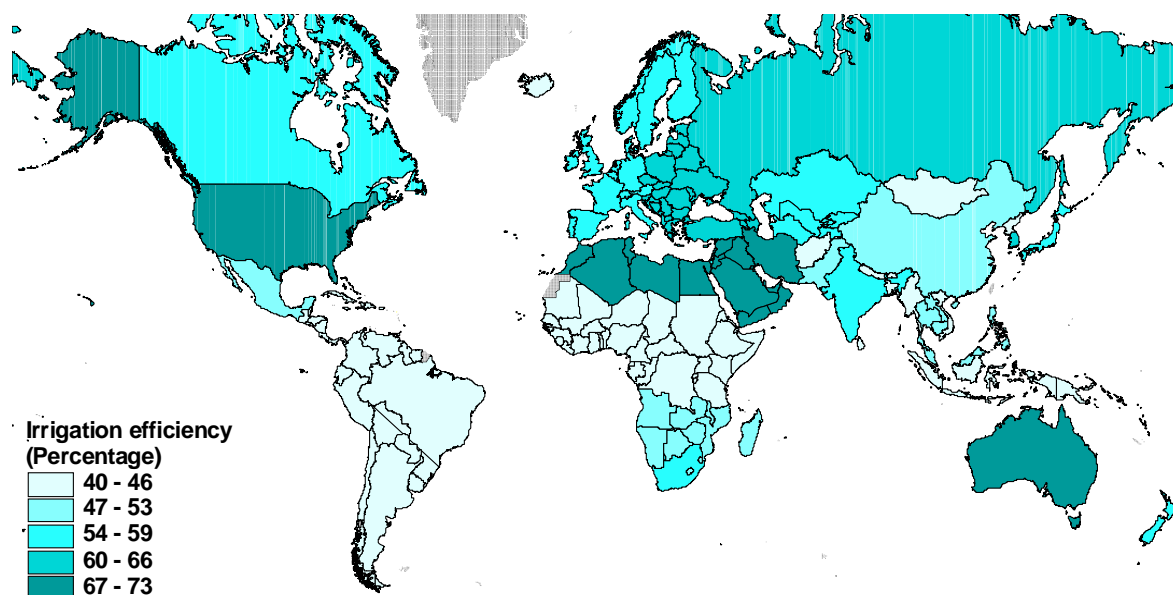 Irrigation efficiency
(Percentage)
40 - 46
47 - 53
54 - 59
60 - 66
67 - 73